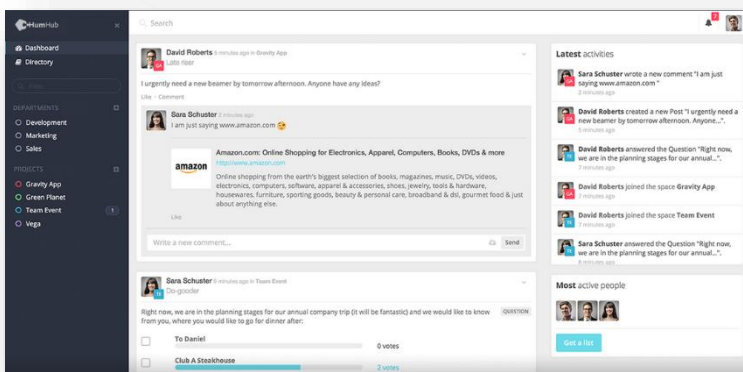 HumHub
Search
2
Dashboard
Directory
DEPARTMENTS
Development
Marketing
Sales
PROJECTS
Gravity App
Green Planet
Team Event 1
Vega
David Roberts 6 minutes ago in Gravity App
Late riser
I urgently need a new beamer by tomorrow afternoon. Anyone have any ideas?
Like · Comment
Sara Schuster 2 minutes ago
I am just saying www.amazon.com
amazon
Amazon.com: Online Shopping for Electronics, Apparel, Computers, Books, DVDs & more
http://www.amazon.com
Online shopping from the earth's biggest selection of books, magazines, music, DVDs, videos,
electronics, computers, software, apparel & accessories, shoes, jewelry, tools & hardware,
housewares, furniture, sporting goods, beauty & personal care, broadband & dsl, gourmet food & just
about anything else.
Like
Write a new comment... Send
Sara Schuster 9 minutes ago in Team Event
Do-gooder
Right now, we are in the planning stages for our annual company trip (it will be fantastic) and we would like to know QUESTION
from you, where you would like to go for dinner after:
To Daniel
0 votes
Club A Steakhouse
2 votes
Latest activities
GA
Sara Schuster wrote a new comment "I am just
saying www.amazon.com "
2 minutes ago
GA
David Roberts created a new Post "I urgently need a
new beamer by tomorrow afternoon. Anyone...".
5 minutes ago
TE
David Roberts answered the Question "Right now,
we are in the planning stages for our annual...".
7 minutes ago
GA
David Roberts joined the space Gravity App
7 minutes ago
TE
David Roberts joined the space Team Event
7 minutes ago
TE
Sara Schuster answered the Question "Right now,
we are in the planning stages for our annual...".
8 minutes ago
Most active people
Get a list